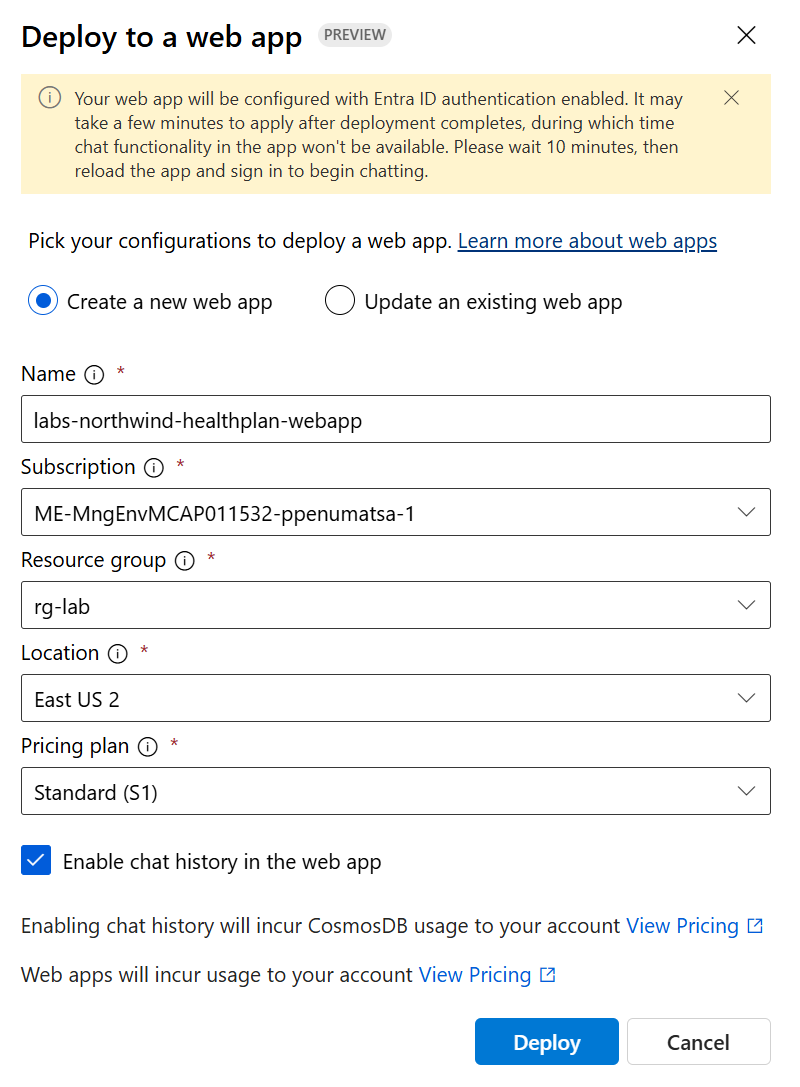 Deploy to a web app PREVIEW
Your web app will be configured with Entra ID authentication enabled. It may
take a few minutes to apply after deployment completes, during which time
chat functionality in the app won't be available. Please wait 10 minutes, then
reload the app and sign in to begin chatting.
Pick your configurations to deploy a web app. Learn more about web apps
Create a new web app Update an existing web app
Name *
labs-northwind-healthplan-webapp
Subscription *
ME-MngEnvMCAP011532-ppenumatsa-1
Resource group *
rg-lab
Location *
East US 2
Pricing plan *
Standard (S1)
Enable chat history in the web app
Enabling chat history will incur CosmosDB usage to your account View Pricing
Web apps will incur usage to your account View Pricing
Deploy Cancel